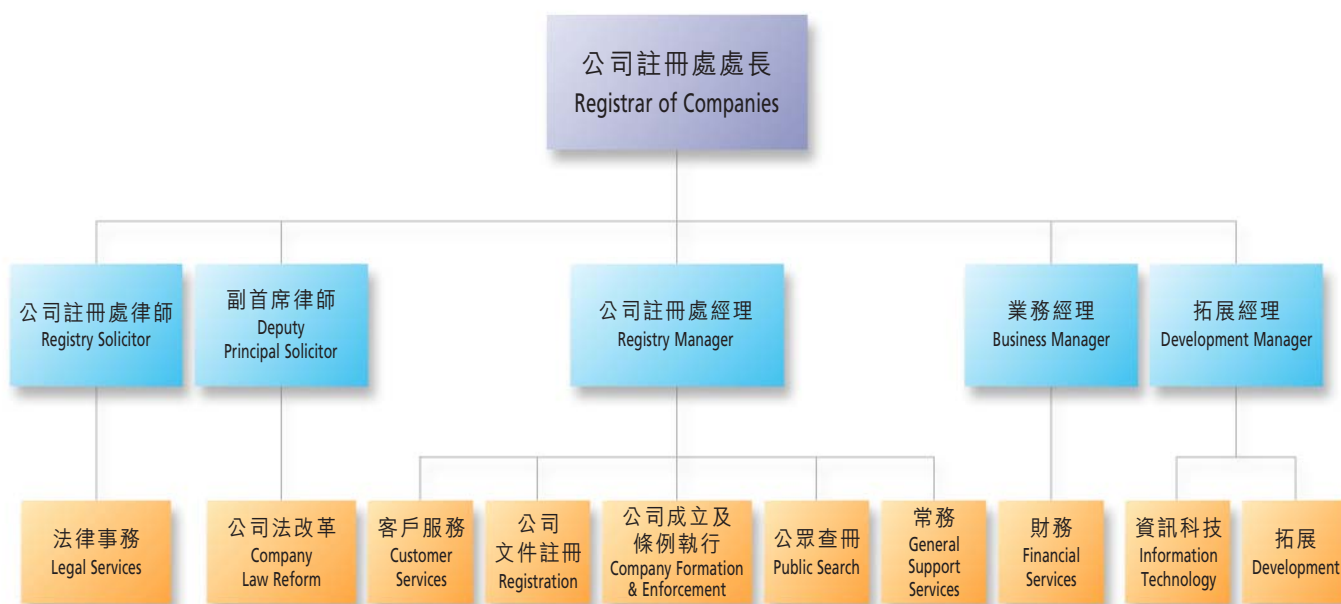 公司註冊處處長
Registrar of Companies
公司註冊處律師
Registry Solicitor
副首席律師
Deputy
Principal Solicitor
公司註冊處經理
Registry Manager
業務經理
Business Manager
拓展經理
Development Manager
法律事務
Legal Services
公司法改革
Company
Law Reform
客戶服務
Customer
Services
公司
文件註冊
Registration
公司成立及
條例執行
Company Formation
& Enforcement
公眾查冊
Public Search
常務
General
Support
Services
財務
Financial
Services
資訊科技
Information
Technology
拓展
Development